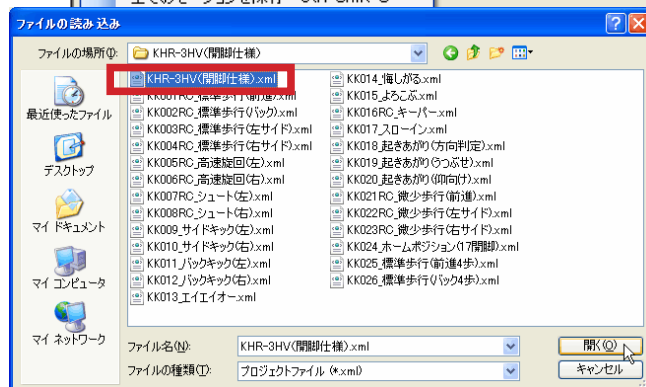 ファイルの読み込み
ファイルの場所(I):
KHR-3HV(開脚仕様)
最近使ったファイル
デスクトップ
マイ ドキュメント
マイ コンピュータ
マイ ネットワーク
KHR-3HV(開脚仕様).xml
KK001RC_標準歩行(前進).xml
KK002RC_標準歩行(バック).xml
KK003RC_標準歩行(左サイド).xml
KK004RC_標準歩行(右サイド).xml
KK005RC_高速旋回(左).xml
KK006RC_高速旋回(右).xml
KK007RC_シュート(左).xml
KK008RC_シュート(右).xml
KK009_サイドキック(左).xml
KK010_サイドキック(右).xml
KK011_バックキック(左).xml
KK012_バックキック(右).xml
KK013_エイエイオー.xml
KK014_悔しがる.xml
KK015_よろこぶ.xml
KK016RC_キーパー.xml
KK017_スローイン.xml
KK018_起きあがり(方向判定).xml
KK019_起きあがり(うつぶせ).xml
KK020_起きあがり(仰向け).xml
KK021RC_微少歩行(前進).xml
KK022RC_微少歩行(左サイド).xml
KK023RC_微少歩行(右サイド).xml
KK024_ホームポジション(17開脚).xml
KK025_標準歩行(前進4歩).xml
KK026_標準歩行(バック4歩).xml
ファイル名(N):
KHR-3HV(開脚仕様).xml
開く(O)
ファイルの種類(T):
プロジェクトファイル (*.xml)
キャンセル